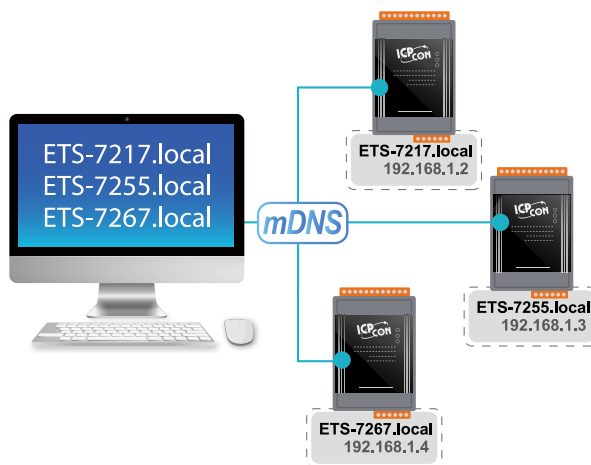 ETS-7217.local
ETS-7255.local
ETS-7267.local
mDNS
ICP CON
ETS-7217.local
192.168.1.2
ICP CON
ETS-7255.local
192.168.1.3
ICP CON
ETS-7267.local
192.168.1.4